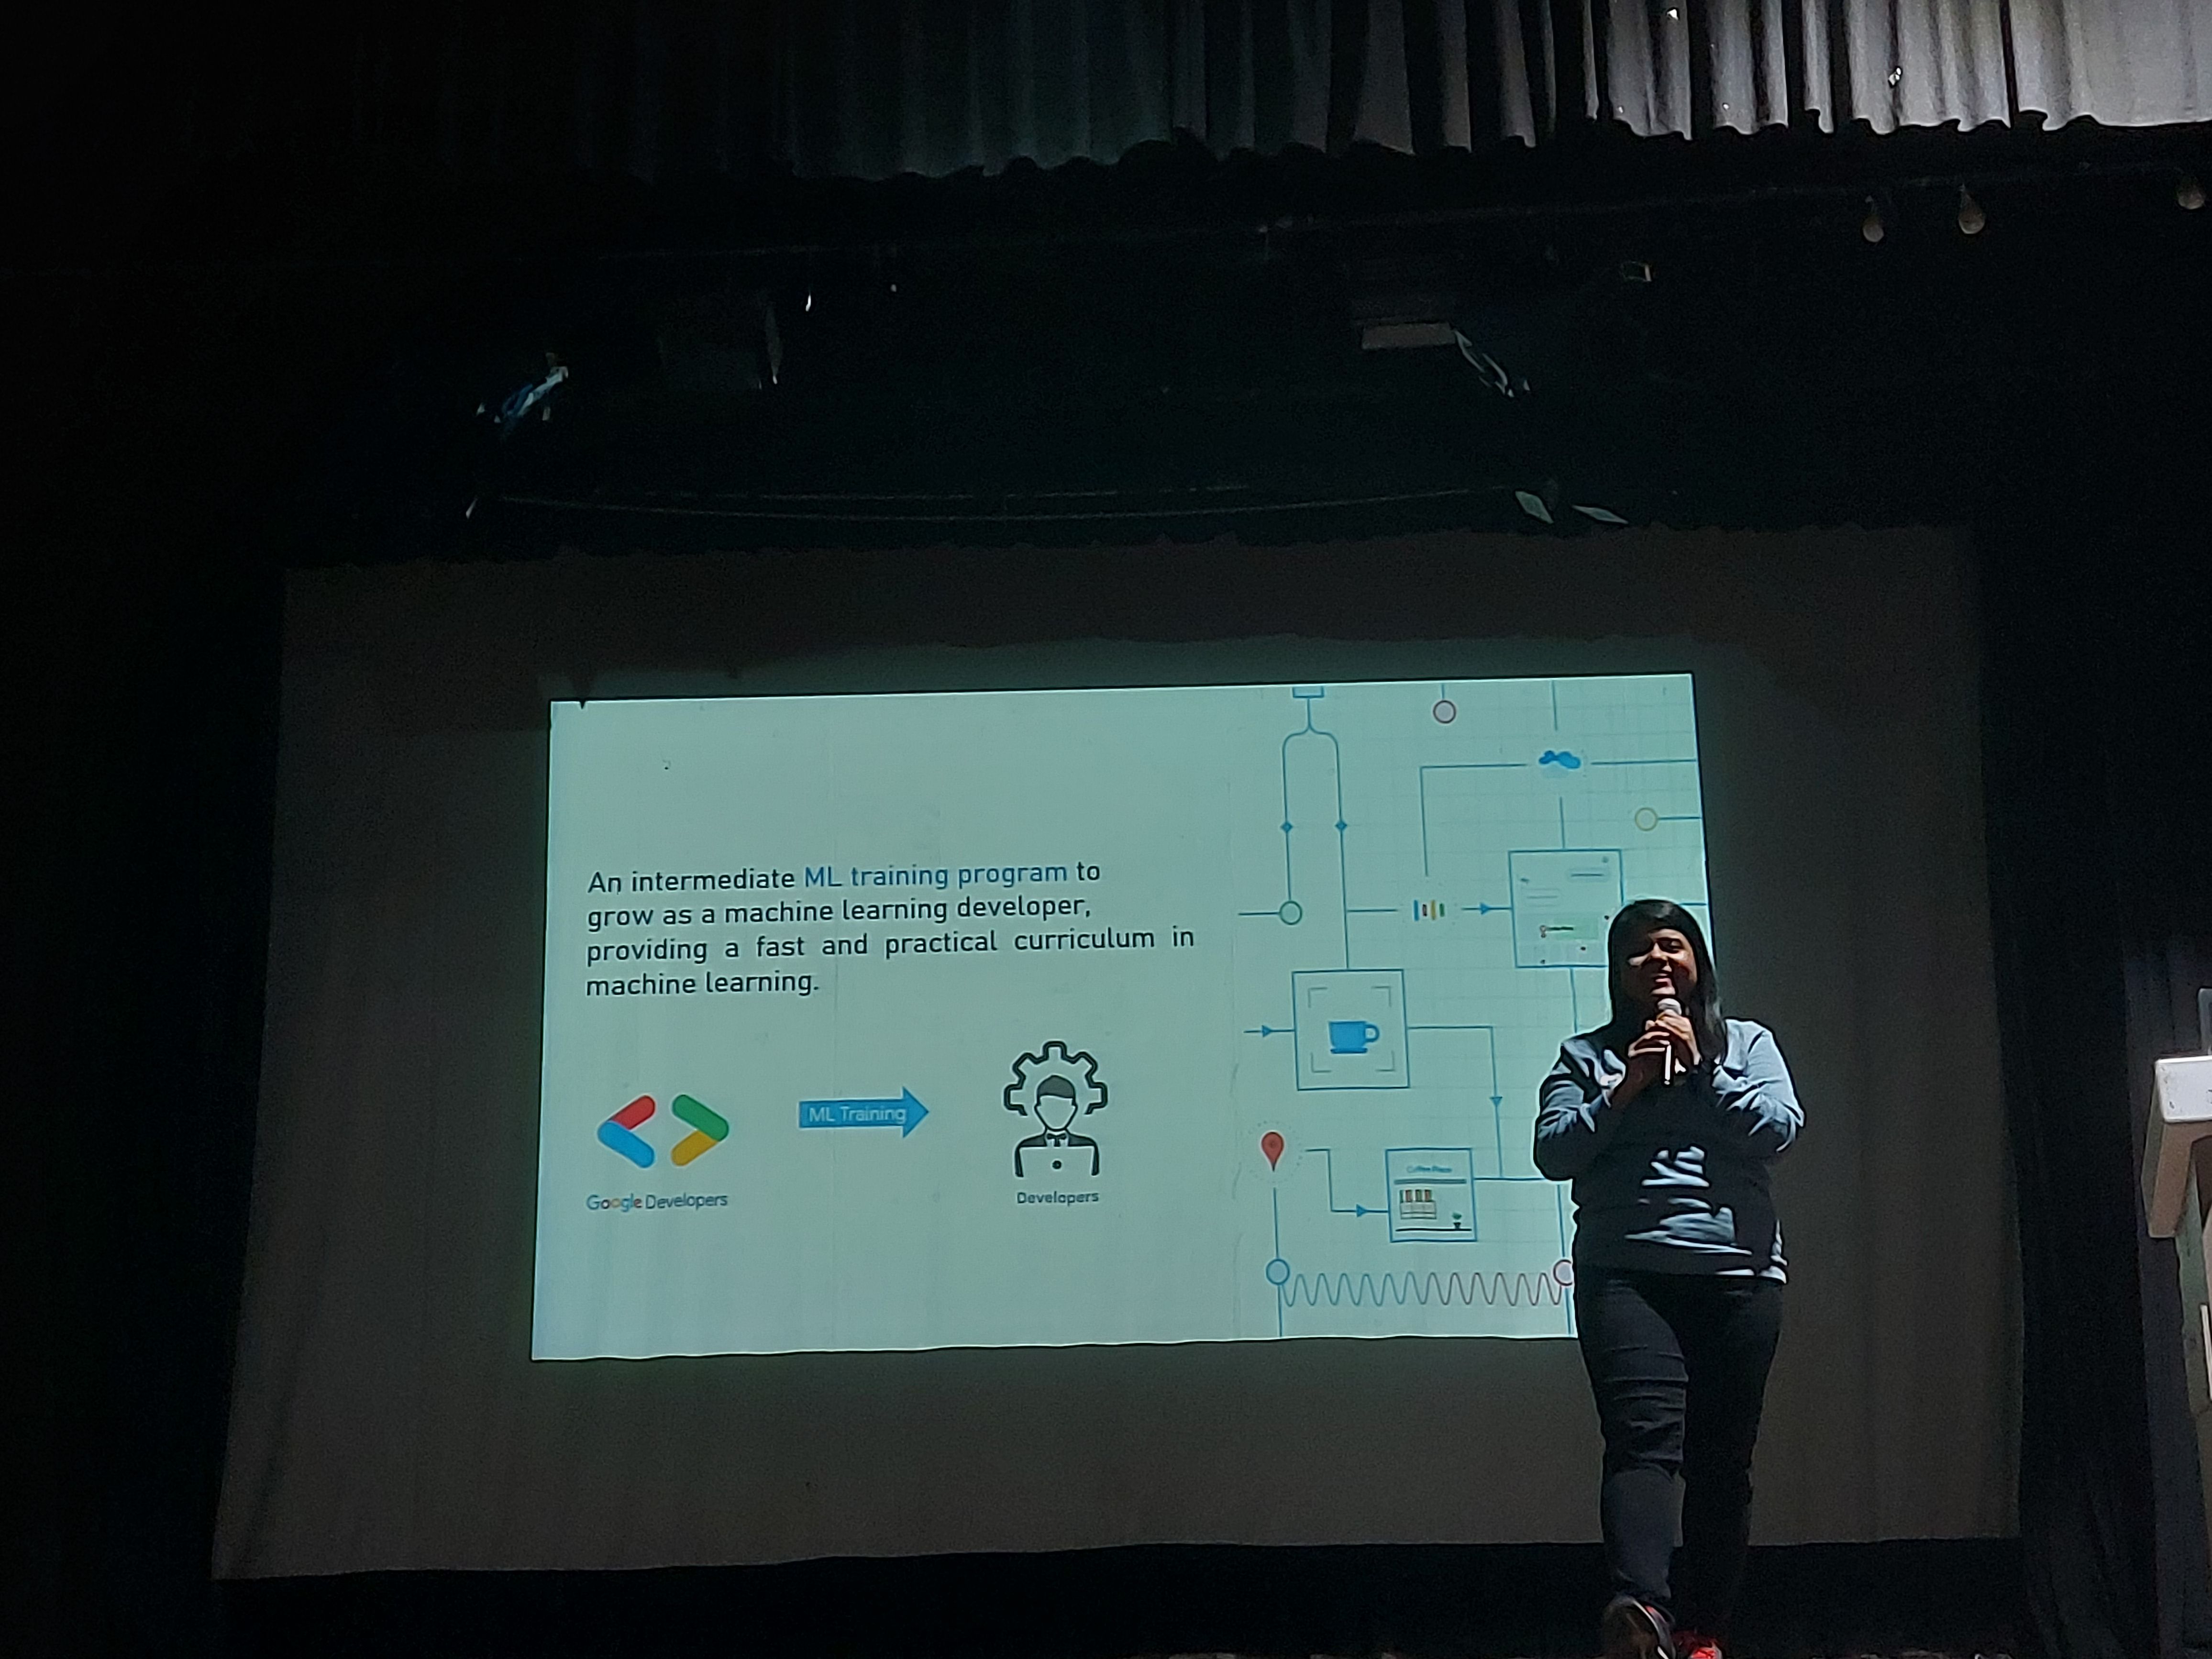 An intermediate ML training program to
grow as a machine learning developer,
providing a fast and practical curriculum in
machine learning.
ML Training
Google Developers
Developers